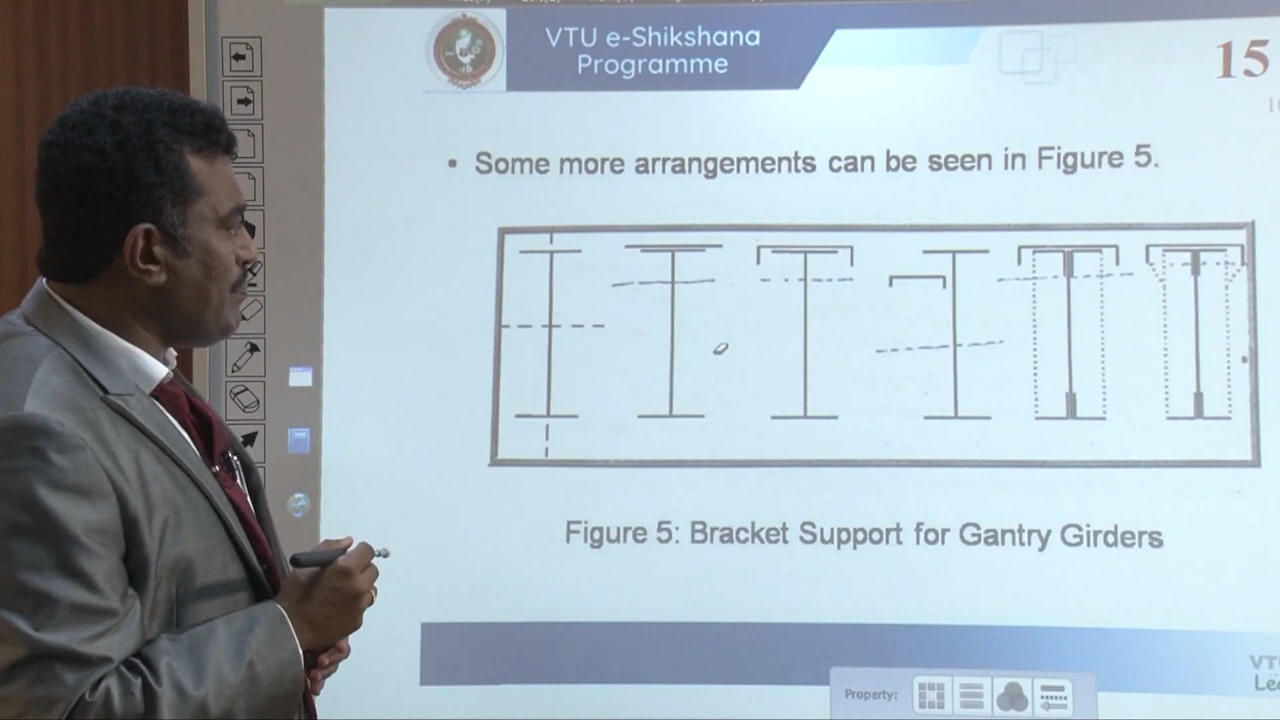 VTU e-Shikshana
Programme
15
• Some more arrangements can be seen in Figure 5.
Figure 5: Bracket Support for Gantry Girders
VTU
Property: